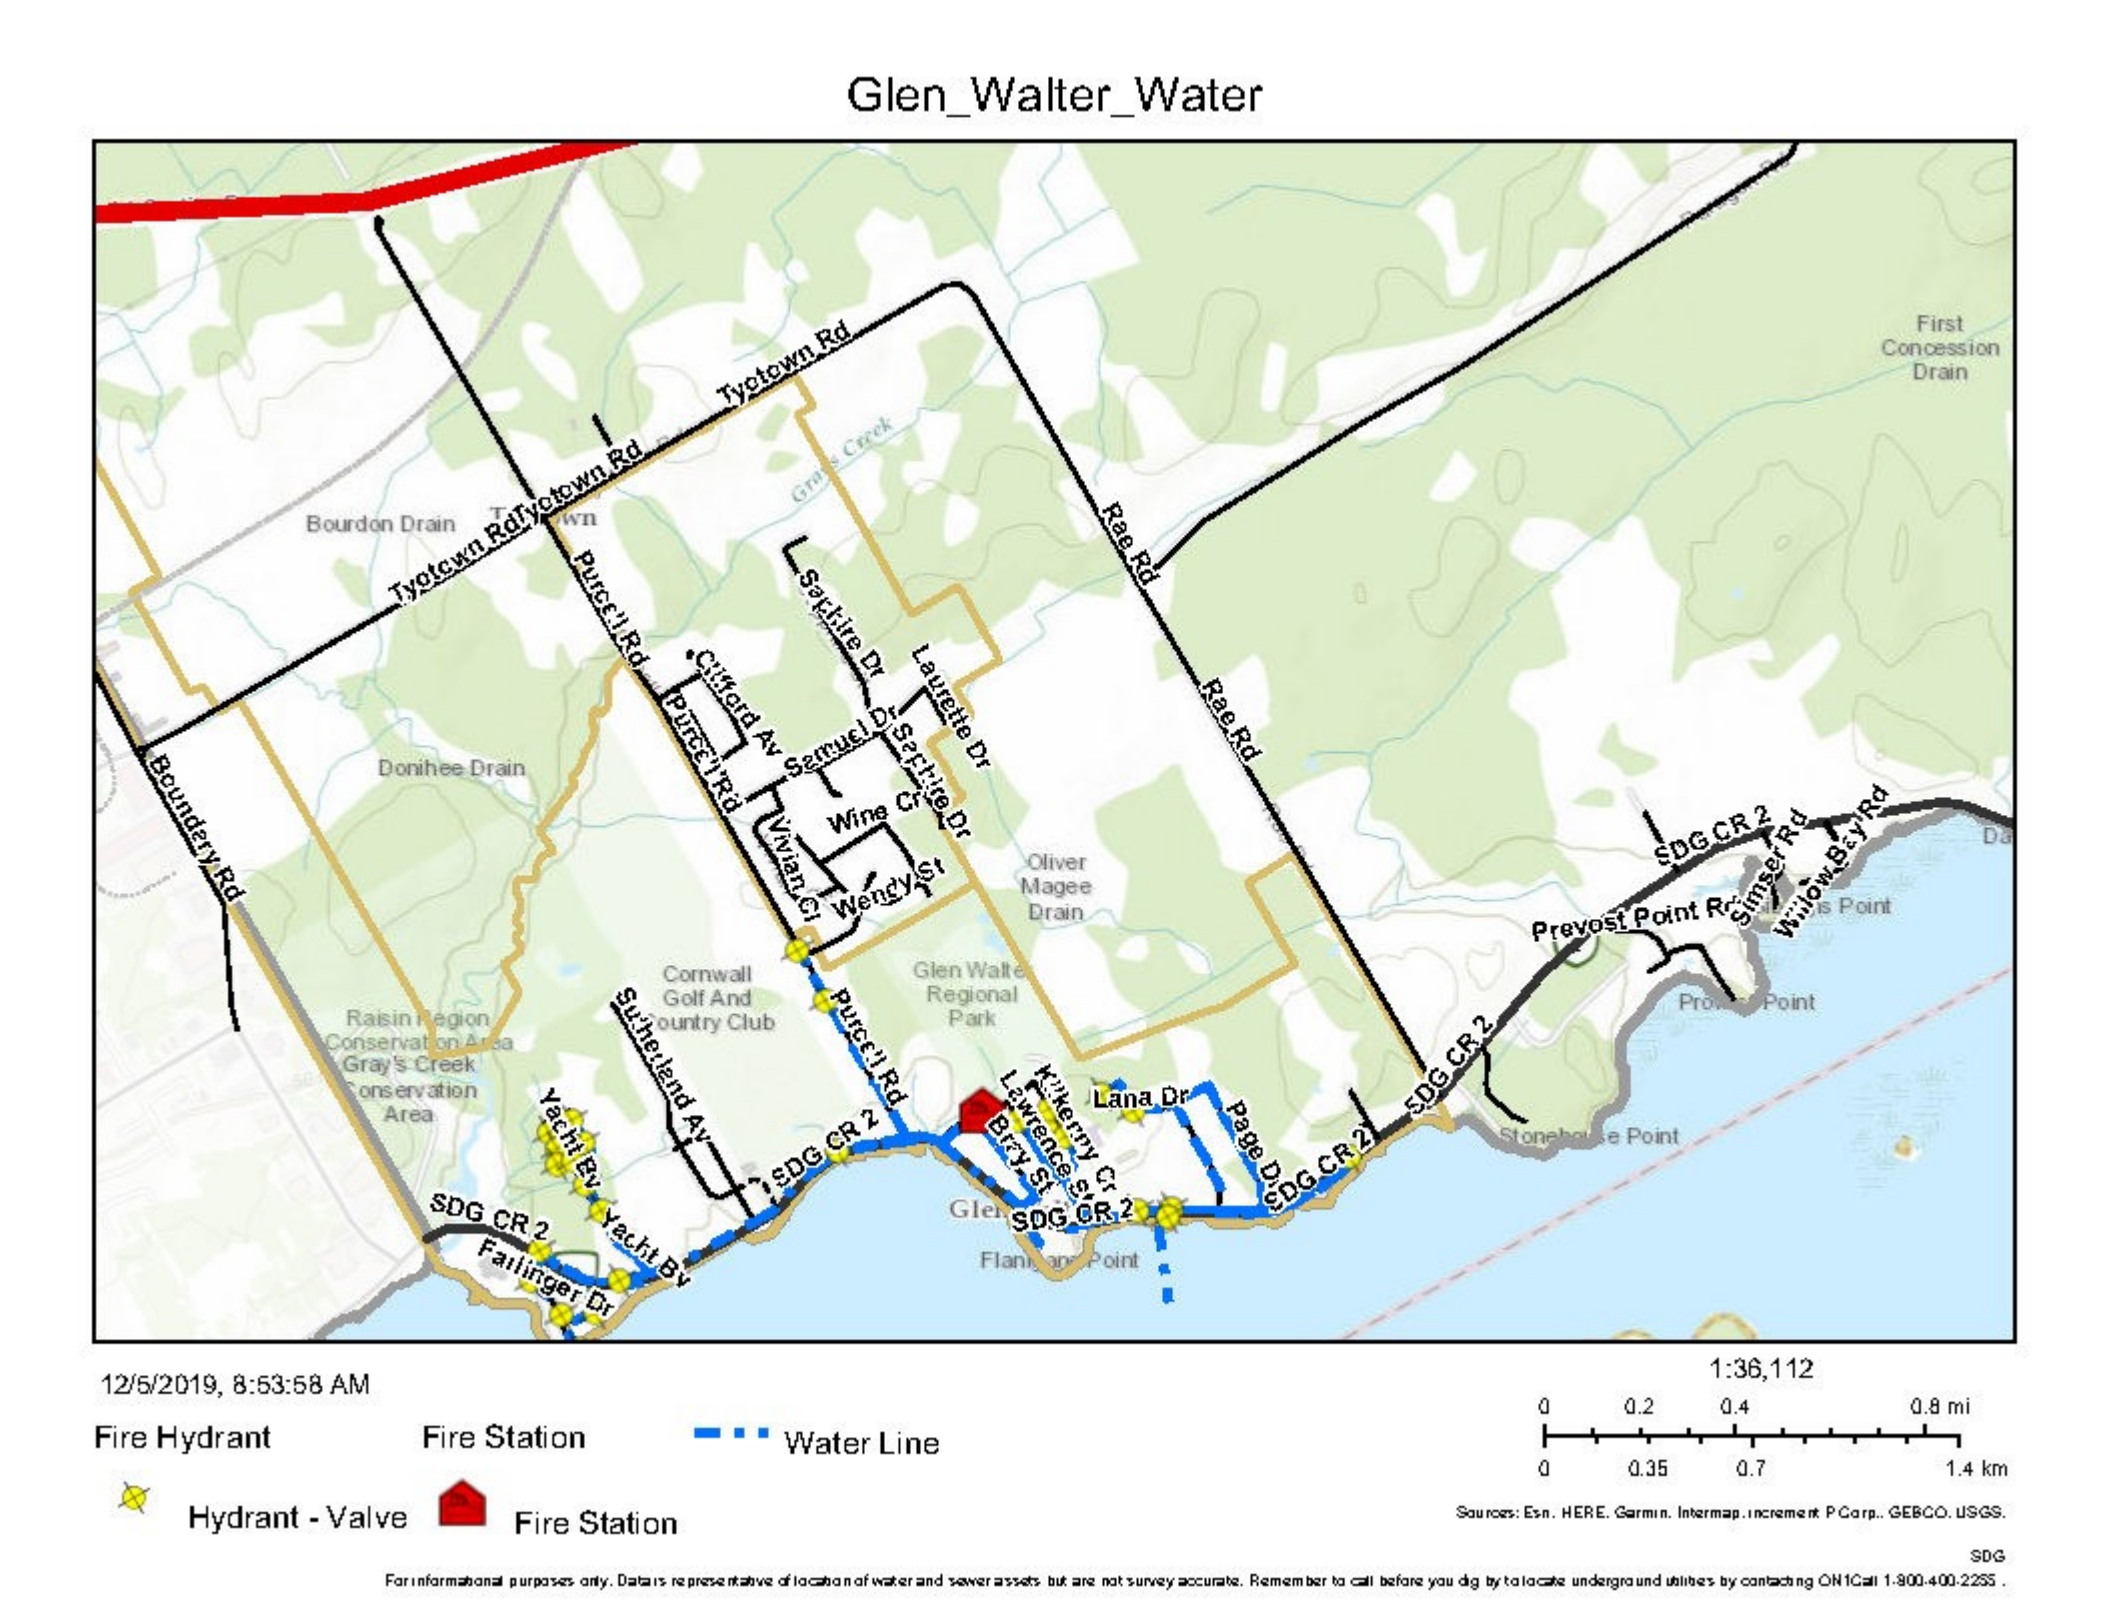 Glen_Walter_Water
First
Concession
Drain
Tyotown Rd
Grays Creek
Tyotown Rd
Tyotown Rd
Bourdon Drain
Rae Rd
Purcell Rd
Saphire Dr
Laurette Dr
Clifford Av
Rae Rd
Purcell Rd
Samuel Dr
Saphire Dr
Donihee Drain
Boundary Rd
Wine Cr
Vivian Cr
Wendy St
Oliver
Magee
Drain
SDG CR 2
Simser Rd
Willow Bay Rd
Prevost Point Rd
Cornwall
Golf And
Country Club
Glen Walter
Regional
Park
Raisin Region
Conservation Area
Gray's Creek
Conservation
Area
Sutherland Av
Purcell Rd
Kilkenny Cr
Lawrence St
Bray St
Lana Dr
Page Dr
SDG CR 2
Stonehouse Point
Yacht Bv
SDG CR 2
SDG CR 2
SDG CR 2
SDG CR 2
Yacht Bv
Farlinger Dr
Flanigans Point
12/5/2019, 8:53:58 AM
1:36,112
0 0.2 0.4 0.8 mi
0 0.35 0.7 1.4 km
Fire Hydrant
Fire Station
Water Line
Hydrant - Valve
Fire Station
Sources: Esri, HERE, Garmin, Intermap, increment P Corp., GEBCO, USGS,
SDG
For informational purposes only. Data is representative of location of water and sewer assets but are not survey accurate. Remember to call before you dig by to locate underground utilities by contacting ON1Call 1-800-400-2255 .